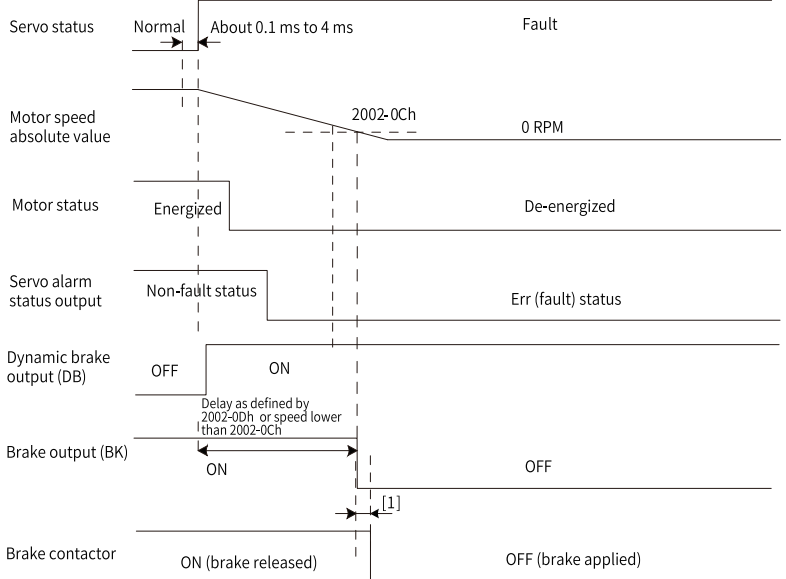 Servo status
Normal
About 0.1 ms to 4 ms
Fault
Motor speed
absolute value
2002-0Ch
0 RPM
Motor status
Energized
De-energized
Servo alarm
status output
Non-fault status
Err (fault) status
Dynamic brake
output (DB)
OFF
ON
Delay as defined by
2002-0Dh or speed lower
than 2002-0Ch
Brake output (BK)
ON
OFF
[1]
Brake contactor
ON (brake released)
OFF (brake applied)